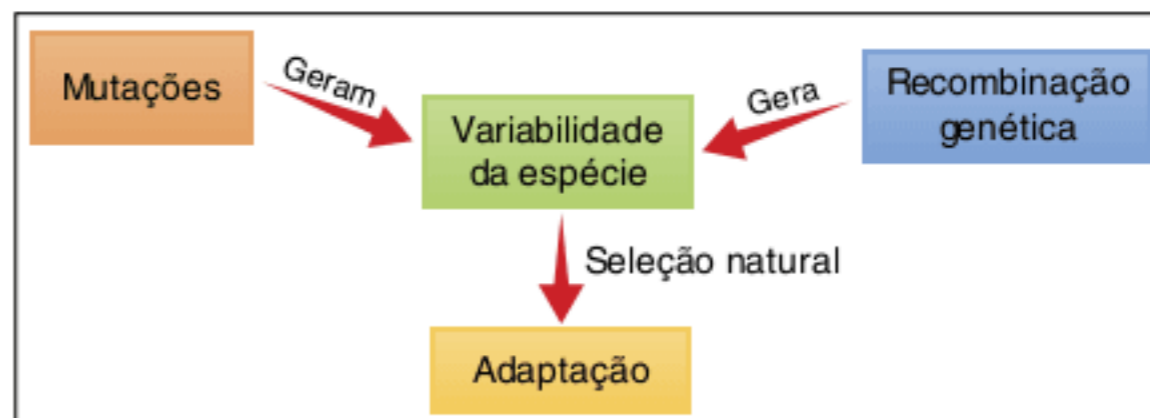 Mutações
Geram
Variabilidade
da espécie
Gera
Recombinação
genética
Seleção natural
Adaptação